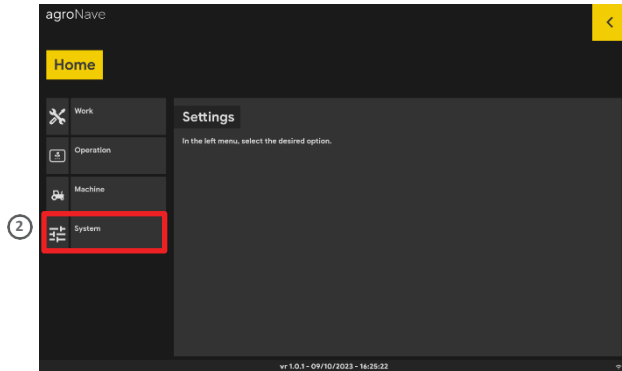 agroNave
Home
Work
Settings
In the left menu, select the desired option.
Operation
Machine
2
System
vr 1.0.1 - 09/10/2023 - 16:25:22